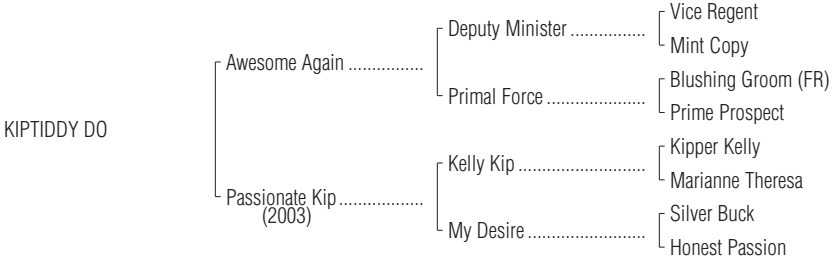 Vice Regent
Deputy Minister ................
Mint Copy
Awesome Again ................
Blushing Groom (FR)
Primal Force .....................
Prime Prospect
KIPTIDDY DO
Kipper Kelly
Kelly Kip ...........................
Marianne Theresa
Passionate Kip ..................
(2003)
Silver Buck
My Desire .........................
Honest Passion